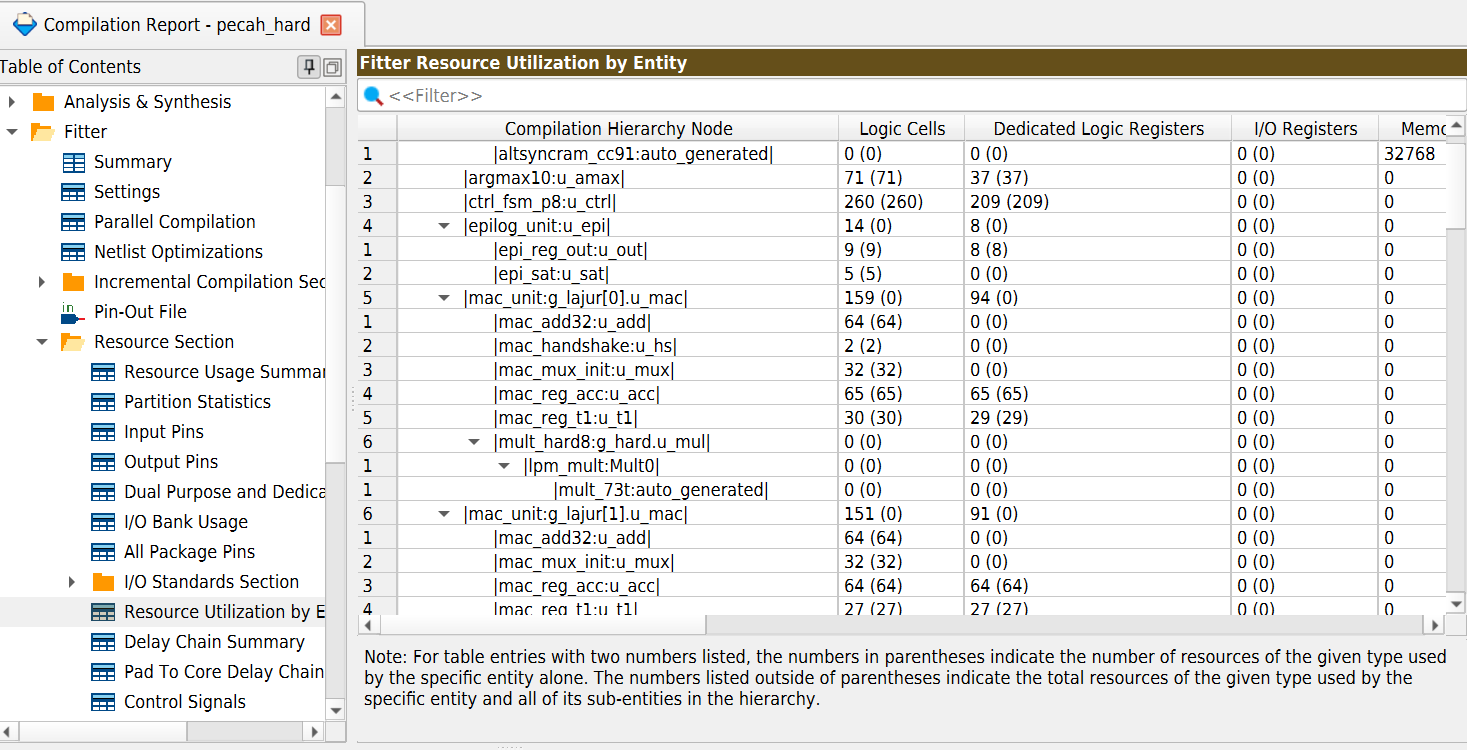 Compilation Report - pecah_hard
Table of Contents
Analysis & Synthesis
Fitter
Summary
Settings
Parallel Compilation
Netlist Optimizations
Incremental Compilation Sec
in
Pin-Out File
Resource Section
Resource Usage Summar
Partition Statistics
Input Pins
Output Pins
Dual Purpose and Dedica
I/O Bank Usage
All Package Pins
I/O Standards Section
Resource Utilization by E
Delay Chain Summary
Pad To Core Delay Chain
Control Signals
Fitter Resource Utilization by Entity
<<Filter>>
Compilation Hierarchy Node Logic Cells Dedicated Logic Registers I/O Registers Memo
1 |altsyncram_cc91:auto_generated| 0 (0) 0 (0) 0 (0) 32768
2 |argmax10:u_amax| 71 (71) 37 (37) 0 (0) 0
3 |ctrl_fsm_p8:u_ctrl| 260 (260) 209 (209) 0 (0) 0
4 |epilog_unit:u_epi| 14 (0) 8 (0) 0 (0) 0
1 |epi_reg_out:u_out| 9 (9) 8 (8) 0 (0) 0
2 |epi_sat:u_sat| 5 (5) 0 (0) 0 (0) 0
5 |mac_unit:g_lajur[0].u_mac| 159 (0) 94 (0) 0 (0) 0
1 |mac_add32:u_add| 64 (64) 0 (0) 0 (0) 0
2 |mac_handshake:u_hs| 2 (2) 0 (0) 0 (0) 0
3 |mac_mux_init:u_mux| 32 (32) 0 (0) 0 (0) 0
4 |mac_reg_acc:u_acc| 65 (65) 65 (65) 0 (0) 0
5 |mac_reg_t1:u_t1| 30 (30) 29 (29) 0 (0) 0
6 |mult_hard8:g_hard.u_mul| 0 (0) 0 (0) 0 (0) 0
1 |lpm_mult:Mult0| 0 (0) 0 (0) 0 (0) 0
1 |mult_73t:auto_generated| 0 (0) 0 (0) 0 (0) 0
6 |mac_unit:g_lajur[1].u_mac| 151 (0) 91 (0) 0 (0) 0
1 |mac_add32:u_add| 64 (64) 0 (0) 0 (0) 0
2 |mac_mux_init:u_mux| 32 (32) 0 (0) 0 (0) 0
3 |mac_reg_acc:u_acc| 64 (64) 64 (64) 0 (0) 0
4 |mac_reg_t1:u_t1| 27 (27) 27 (27) 0 (0) 0
Note: For table entries with two numbers listed, the numbers in parentheses indicate the number of resources of the given type used
by the specific entity alone. The numbers listed outside of parentheses indicate the total resources of the given type used by the
specific entity and all of its sub-entities in the hierarchy.